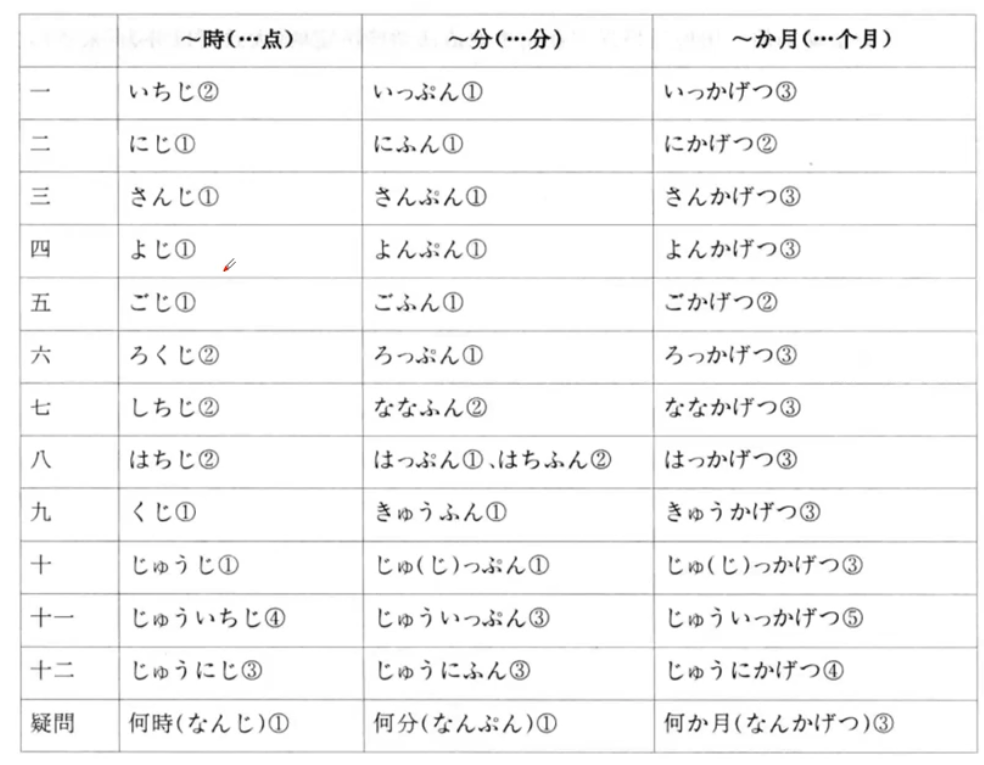 ～時(…点) ～分(…分) ～か月(…个月)
一 いちじ② いっぷん① いっかげつ③
二 にじ① にふん① にかげつ②
三 さんじ① さんぷん① さんかげつ③
四 よじ① よんぷん① よんかげつ③
五 ごじ① ごふん① ごかげつ②
六 ろくじ② ろっぷん① ろっかげつ③
七 しちじ② ななふん② ななかげつ③
八 はちじ② はっぷん①、はちふん② はっかげつ③
九 くじ① きゅうふん① きゅうかげつ③
十 じゅうじ① じゅ(じ)っぷん① じゅ(じ)っかげつ③
十一 じゅういちじ④ じゅういっぷん③ じゅういっかげつ⑤
十二 じゅうにじ③ じゅうにふん③ じゅうにかげつ④
疑問 何時(なんじ)① 何分(なんぷん)① 何か月(なんかげつ)③